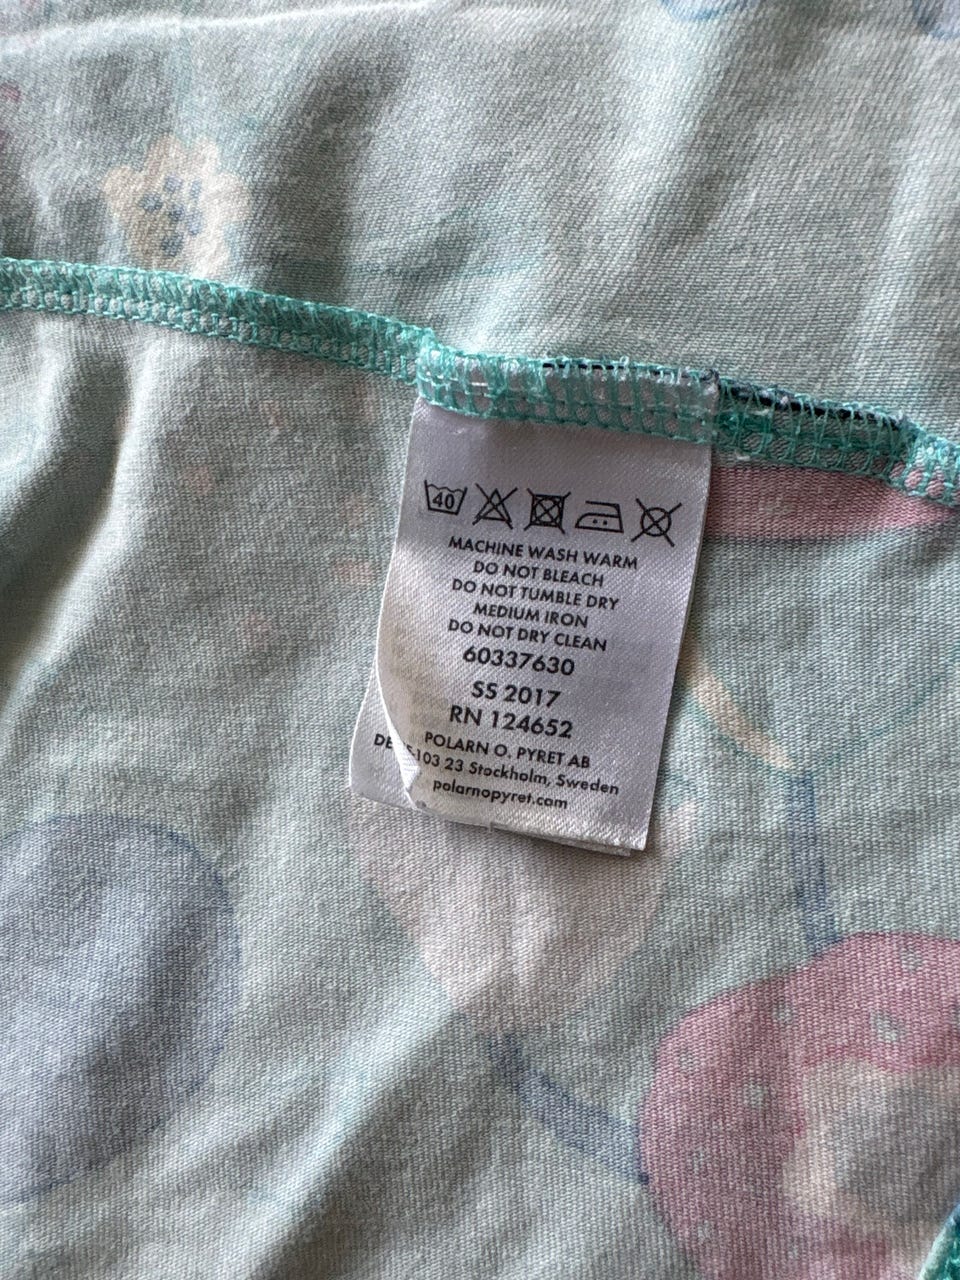 40
MACHINE WASH WARM
DO NOT BLEACH
DO NOT TUMBLE DRY
MEDIUM IRON
DO NOT DRY CLEAN
60337630
SS 2017
RN 124652
POLARN O. PYRET AB
103 23 Stockholm, Sweden
polarnopyret.com